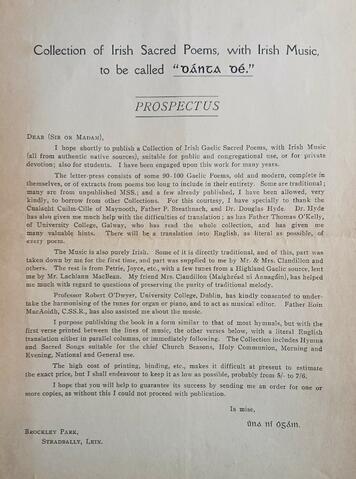 Collection of Irish Sacred Poems, with Irish Music,
to be called "Dánta Dé."
PROSPECTUS
DEAR (SIR OR MADAM),
I hope shortly to publish a Collection of Irish Gaelic Sacred Poems, with Irish Music
(all from authentic native sources), suitable for public and congregational use, or for private
devotion; also for students. I have been engaged upon this work for many years.
The letter-press consists of some 90-100 Gaelic Poems, old and modern, complete in
themselves, or of extracts from poems too long to include in their entirety. Some are traditional;
many are from unpublished MSS.; and a few already published, I have been allowed, very
kindly, to borrow from other Collections. For this courtesy, I have specially to thank the
Cualacht Cuilm-Cille of Maynooth, Father P. Breathnach, and Dr. Douglas Hyde. Dr. Hyde
has also given me much help with the difficulties of translation; as has Father Thomas O'Kelly,
of University College, Galway, who has read the whole collection, and has given me
many valuable hints. There will be a translation into English, as literal as possible, of
every poem.
The Music is also purely Irish. Some of it is directly traditional, and of this, part was
taken down by me for the first time, and part was supplied to me by Mr. & Mrs. Clandillon and
others. The rest is from Petrie, Joyce, etc., with a few tunes from a Highland Gaelic source, lent
me by Mr. Lachlann MacBean. My friend Mrs. Clandillon (Maighréad ní Annagáin), has helped
me much with regard to questions of preserving the purity of traditional melody.
Professor Robert O'Dwyer, University College, Dublin, has kindly consented to under-
take the harmonising of the tunes for organ or piano, and to act as musical editor. Father Eoin
MacAoidh, C.SS.R., has also assisted me about the music.
I purpose publishing the book in a form similar to that of most hymnals, but with the
first verse printed between the lines of music, the other verses below, with a literal English
translation either in parallel columns, or immediately following. The Collection includes Hymns
and Sacred Songs suitable for the chief Church Seasons, Holy Communion, Morning and
Evening, National and General use.
The high cost of printing, binding, etc., makes it difficult at present to estimate
the exact price, but I shall endeavour to keep it as low as possible, probably from 5/- to 7/6.
I hope that you will help to guarantee its success by sending me an order for one or
more copies, as without this I could not proceed with publication.
In mise,
Úna ní Ógáin.
BROCKLEY PARK,
STRADBALLY, LEIX.